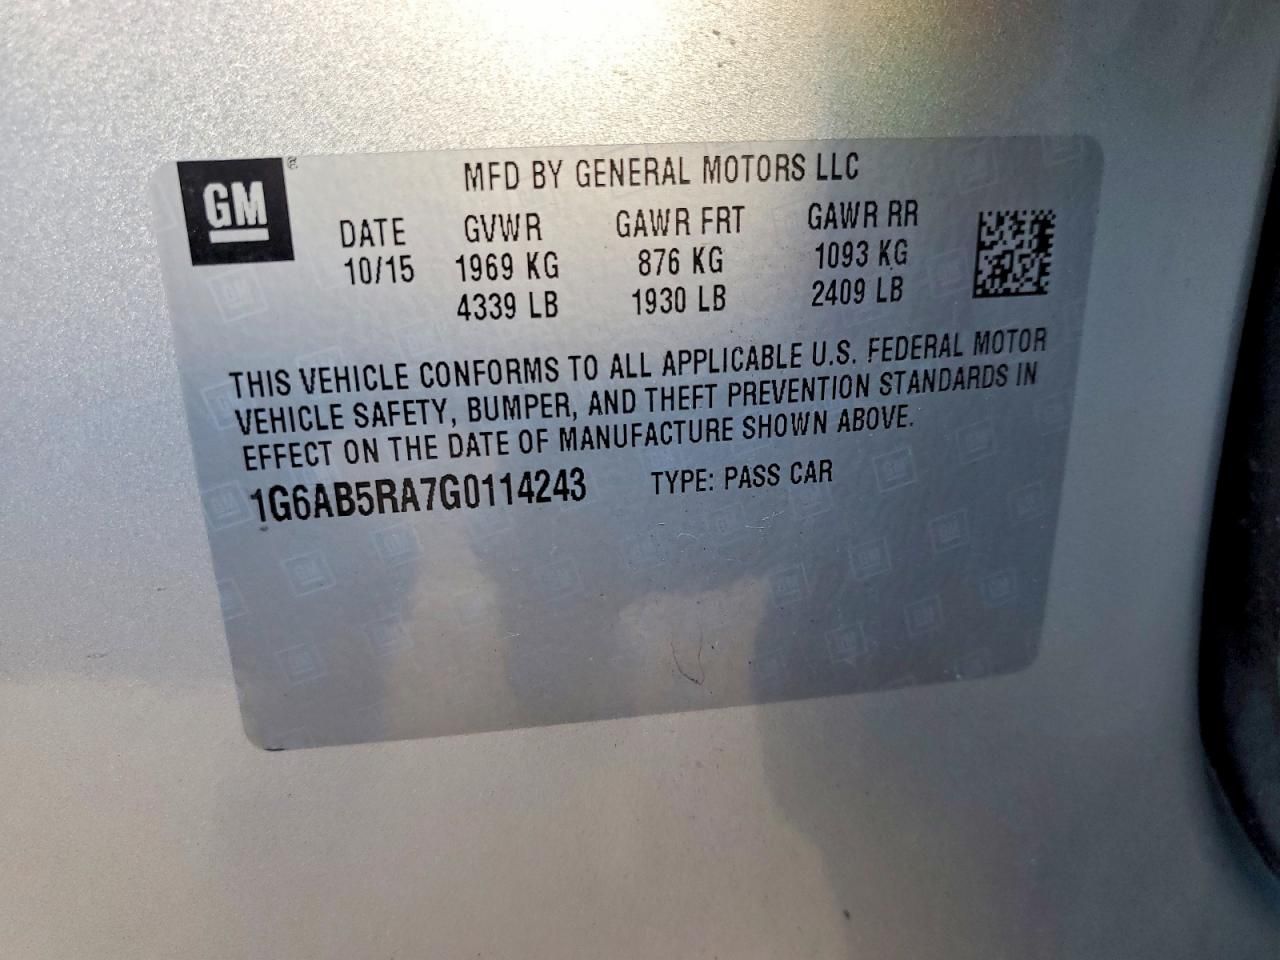 GM ®
MFD BY GENERAL MOTORS LLC
DATE GVWR GAWR FRT GAWR RR
10/15 1969 KG 876 KG 1093 KG
4339 LB 1930 LB 2409 LB
THIS VEHICLE CONFORMS TO ALL APPLICABLE U.S. FEDERAL MOTOR
VEHICLE SAFETY, BUMPER, AND THEFT PREVENTION STANDARDS IN
EFFECT ON THE DATE OF MANUFACTURE SHOWN ABOVE.
1G6AB5RA7G0114243 TYPE: PASS CAR